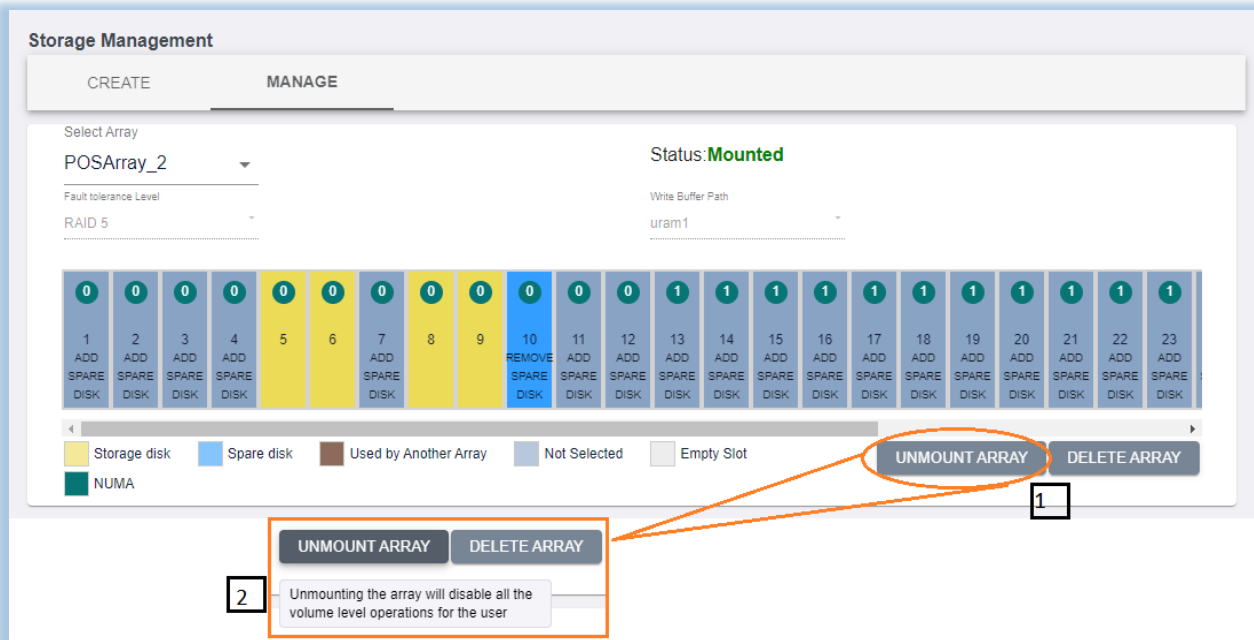 Storage Management
CREATE MANAGE
Select Array
POSArray_2
Status:Mounted
Fault tolerance Level
Write Buffer Path
RAID 5
uram1
0 0 0 0 0 0 0 0 0 0 0 0 1 1 1 1 1 1 1 1 1 1 1
1 2 3 4 5 6 7 8 9 10 11 12 13 14 15 16 17 18 19 20 21 22 23
ADD ADD ADD ADD ADD REMOVE ADD ADD ADD ADD ADD ADD ADD ADD ADD ADD ADD ADD ADD
SPARE SPARE SPARE SPARE SPARE SPARE SPARE SPARE SPARE SPARE SPARE SPARE SPARE SPARE SPARE SPARE SPARE SPARE SPARE
DISK DISK DISK DISK DISK DISK DISK DISK DISK DISK DISK DISK DISK DISK DISK DISK DISK DISK DISK
Storage disk Spare disk Used by Another Array Not Selected Empty Slot
UNMOUNT ARRAY DELETE ARRAY
NUMA
1
UNMOUNT ARRAY DELETE ARRAY
2
Unmounting the array will disable all the
volume level operations for the user